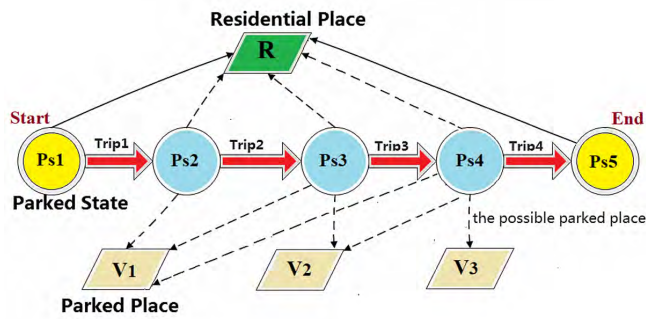 Residential Place
R
Start
End
Trip1
Trip2
Trip3
Trip4
Ps1
Ps2
Ps3
Ps4
Ps5
Parked State
the possible parked place
V1
V2
V3
Parked Place